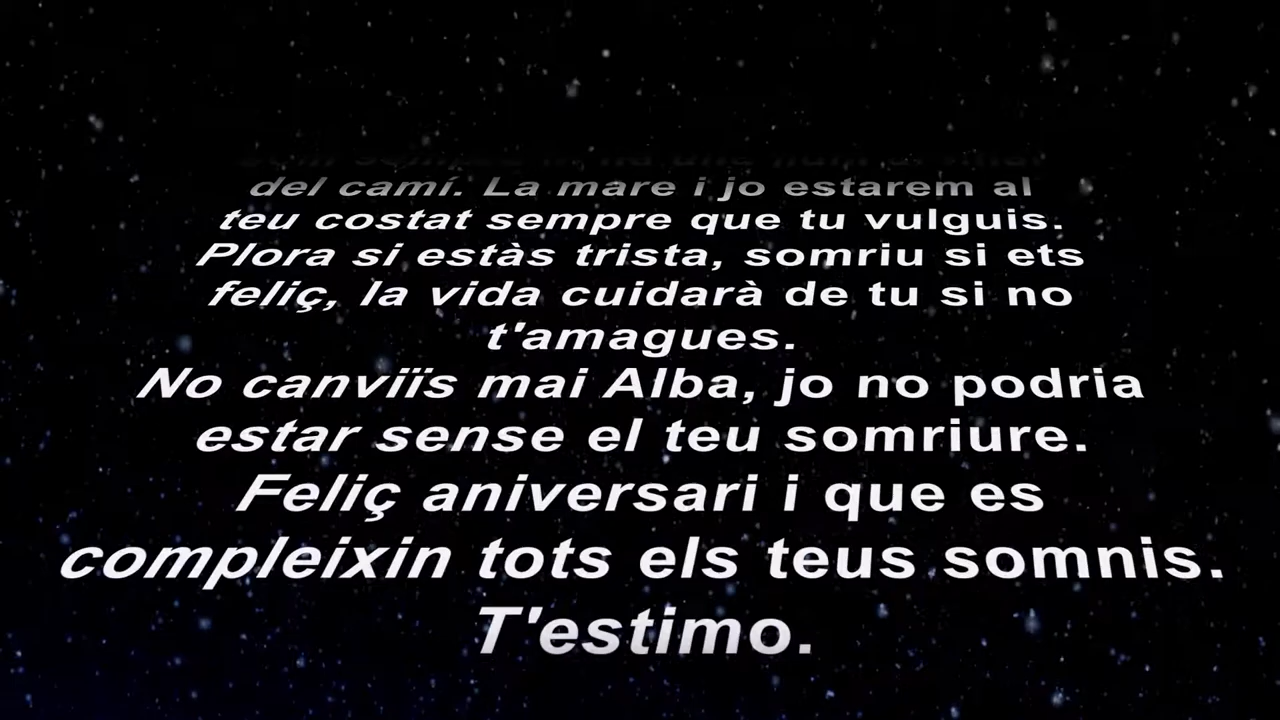 del camí. La mare i jo estarem al
teu costat sempre que tu vulguis.
Plora si estàs trista, somriu si ets
feliç, la vida cuidarà de tu si no
t'amagues.
No canviïs mai Alba, jo no podria
estar sense el teu somriure.
Feliç aniversari i que es
compleixin tots els teus somnis.
T'estimo.